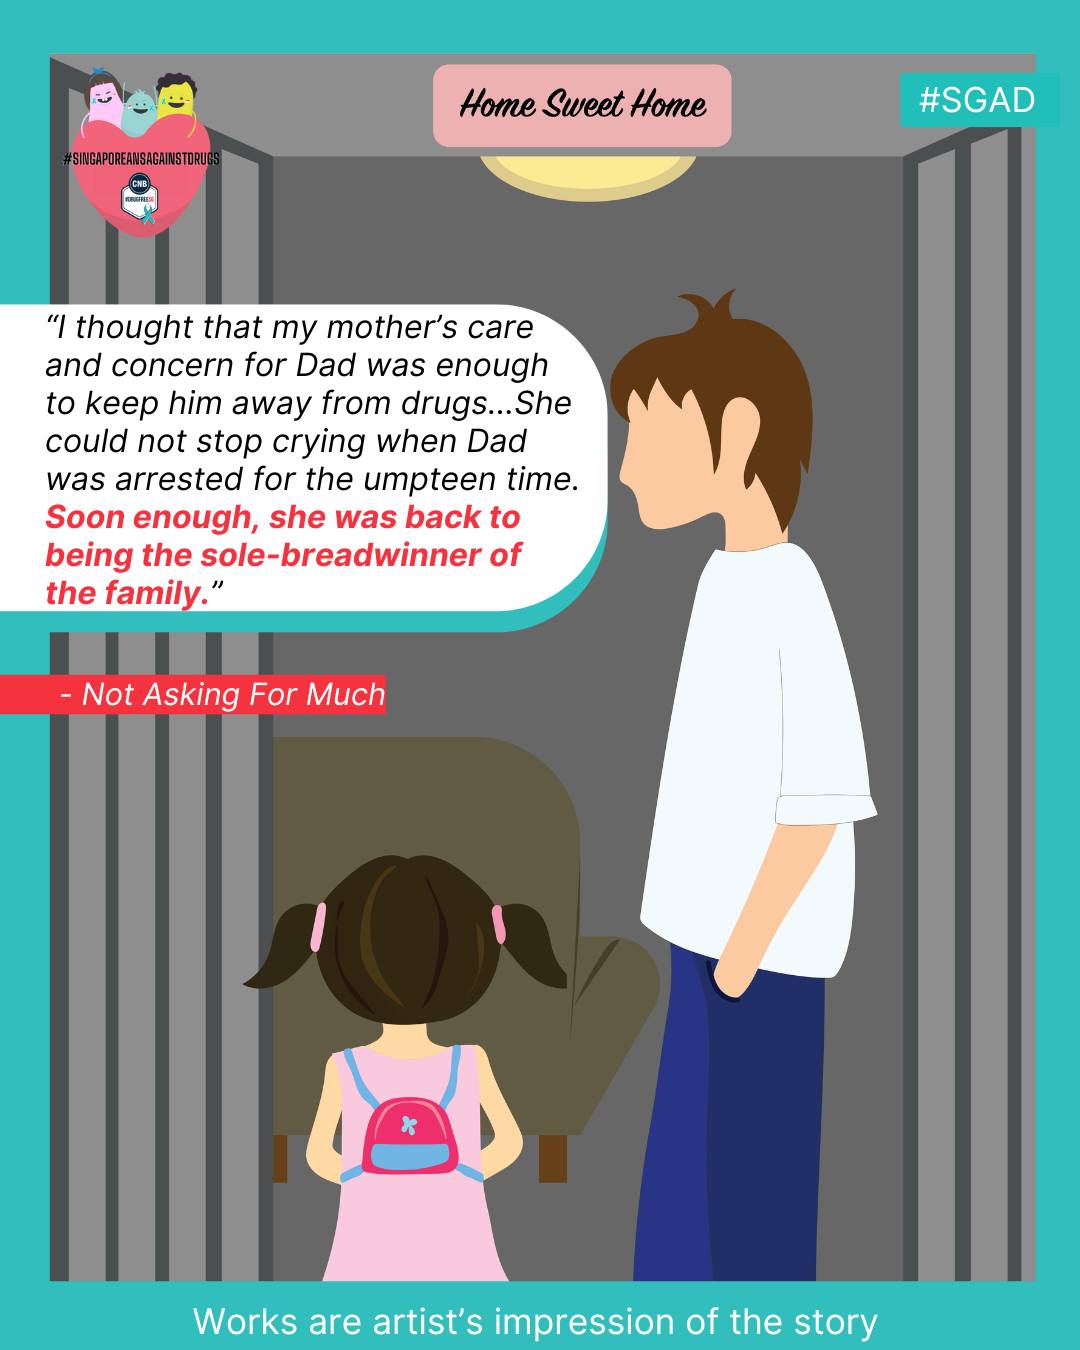 Home Sweet Home
#SGAD
#SINGAPOREANSAGAINSTDRUGS
CNB
#DRUGFREESG
“I thought that my mother’s care
and concern for Dad was enough
to keep him away from drugs...She
could not stop crying when Dad
was arrested for the umpteen time.
Soon enough, she was back to
being the sole-breadwinner of
the family.”
- Not Asking For Much
Works are artist’s impression of the story